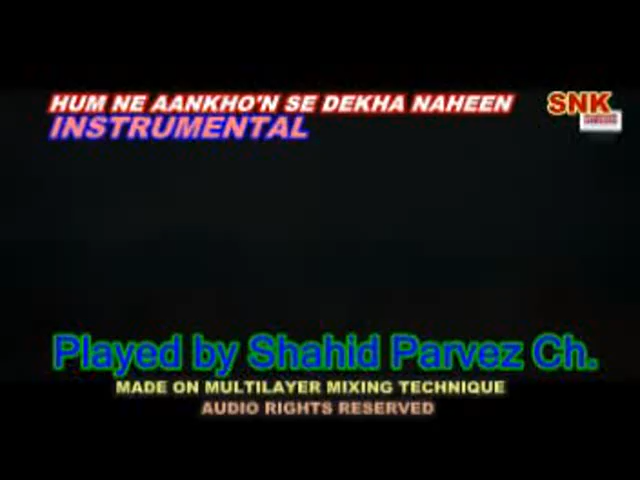 HUM NE AANKHO'N SE DEKHA NAHEEN
SNK
INSTRUMENTAL
Played by Shahid Parvez Ch.
MADE ON MULTILAYER MIXING TECHNIQUE
AUDIO RIGHTS RESERVED